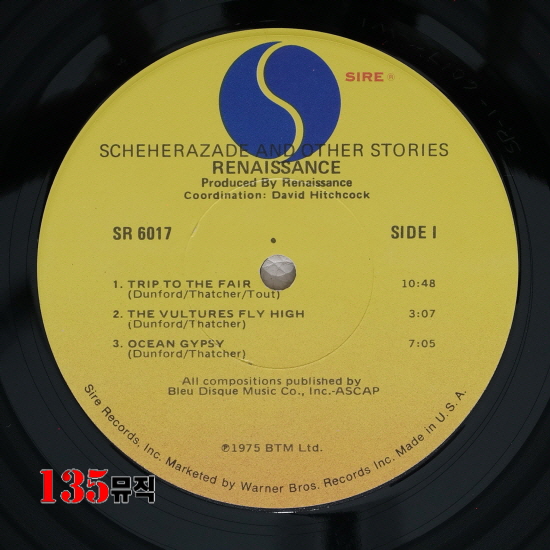 SIRE ®
SCHEHERAZADE AND OTHER STORIES
RENAISSANCE
Produced By Renaissance
Coordination: David Hitchcock
SR 6017 SIDE I
1. TRIP TO THE FAIR 10:48
(Dunford/Thatcher/Tout)
2. THE VULTURES FLY HIGH 3:07
(Dunford/Thatcher)
3. OCEAN GYPSY 7:05
(Dunford/Thatcher)
All compositions published by
Bleu Disque Music Co., Inc.-ASCAP
℗1975 BTM Ltd.
Sire Records, Inc. Marketed by Warner Bros. Records Inc. Made in U.S.A.
135뮤직